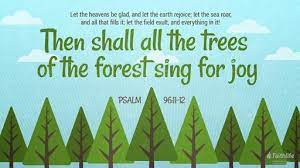 Let the heavens be glad, and let the earth rejoice; let the sea roar,
and all that fills it; let the field exult, and everything in it!
Then shall all the trees
of the forest sing for joy
PSALM 96:11-12
Faithlife